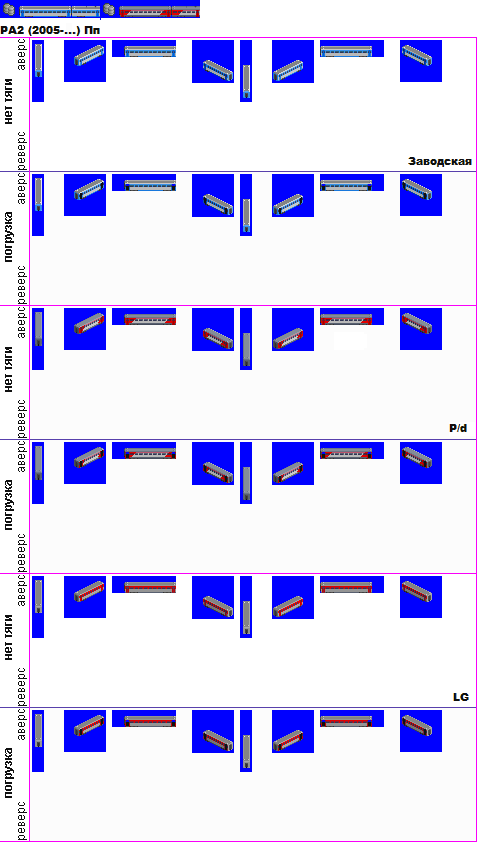 РА2 (2005-...) Пп
аверс
нет тяги
реверс
Заводская
аверс
погрузка
реверс
аверс
нет тяги
реверс
P/d
аверс
погрузка
реверс
аверс
нет тяги
реверс
LG
аверс
погрузка
реверс